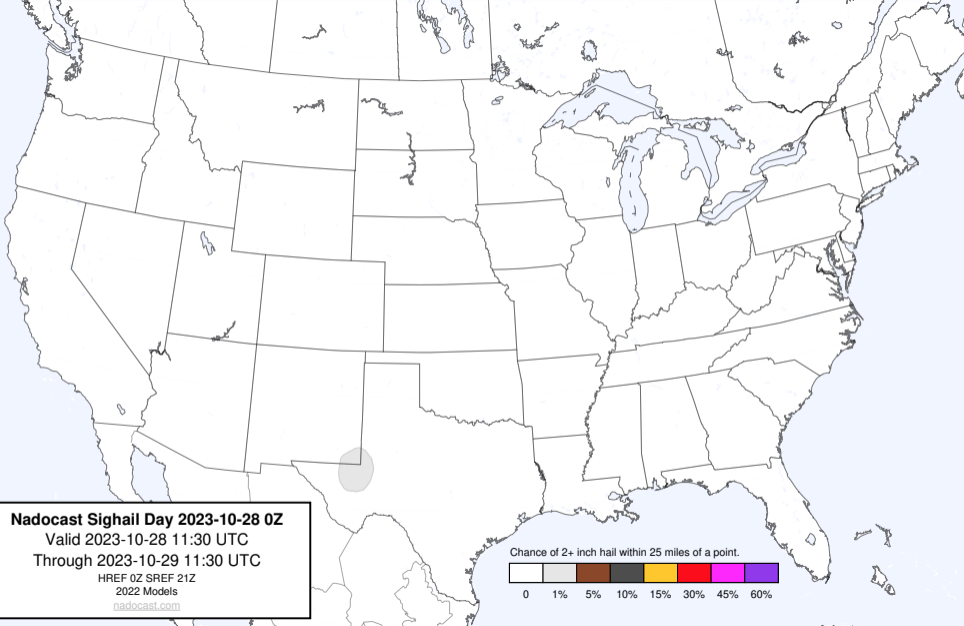 Nadocast Sighail Day 2023-10-28 0Z
Valid 2023-10-28 11:30 UTC
Through 2023-10-29 11:30 UTC
HREF 0Z SREF 21Z
2022 Models
nadocast.com
Chance of 2+ inch hail within 25 miles of a point.
0 1% 5% 10% 15% 30% 45% 60%